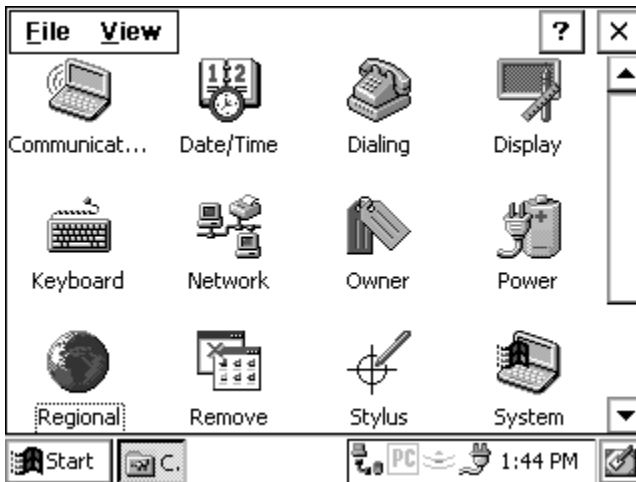 File View ? ×
Communicat... Date/Time Dialing Display
Keyboard Network Owner Power
Regional Remove Stylus System
Start C. PC 1:44 PM